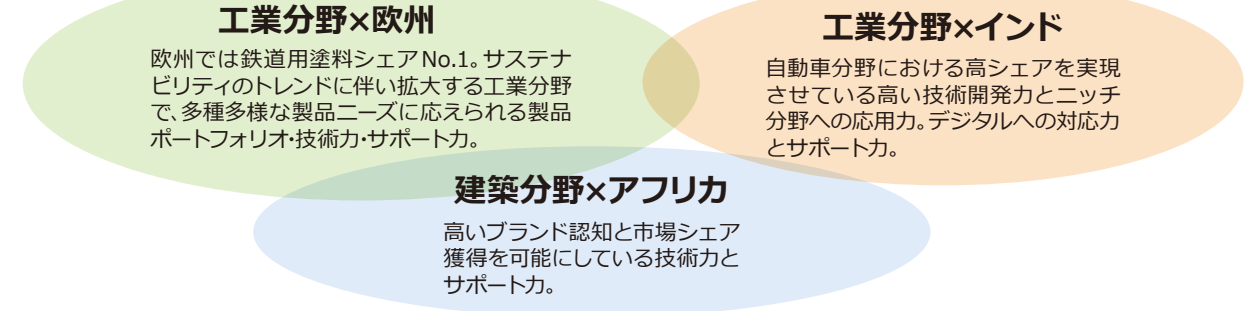 工業分野×欧州
欧州では鉄道用塗料シェアNo.1。サステナ
ビリティのトレンドに伴い拡大する工業分野
で、多種多様な製品ニーズに応えられる製品
ポートフォリオ・技術力・サポート力。
工業分野×インド
自動車分野における高シェアを実現
させている高い技術開発力とニッチ
分野への応用力。デジタルへの対応力
とサポート力。
建築分野×アフリカ
高いブランド認知と市場シェア
獲得を可能にしている技術力と
サポート力。